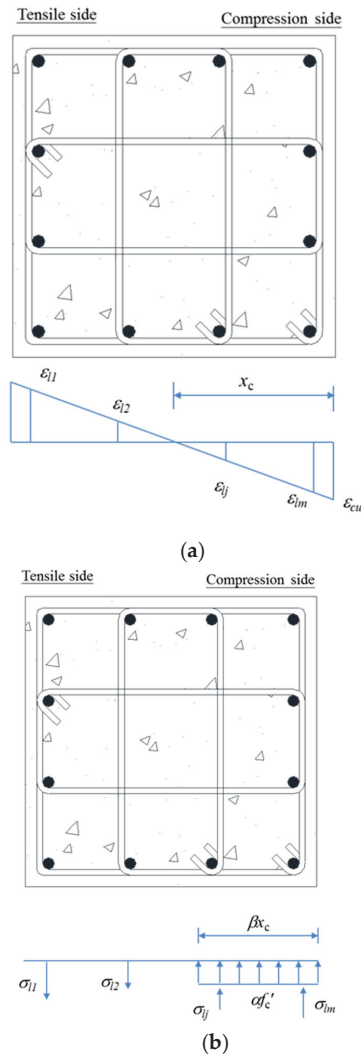 Tensile side Compression side
x_c
ε_l1
ε_l2
ε_lj
ε_lm
ε_cu
(a)
Tensile side Compression side
βx_c
σ_l1 σ_l2 σ_lj αf_c′ σ_lm
(b)